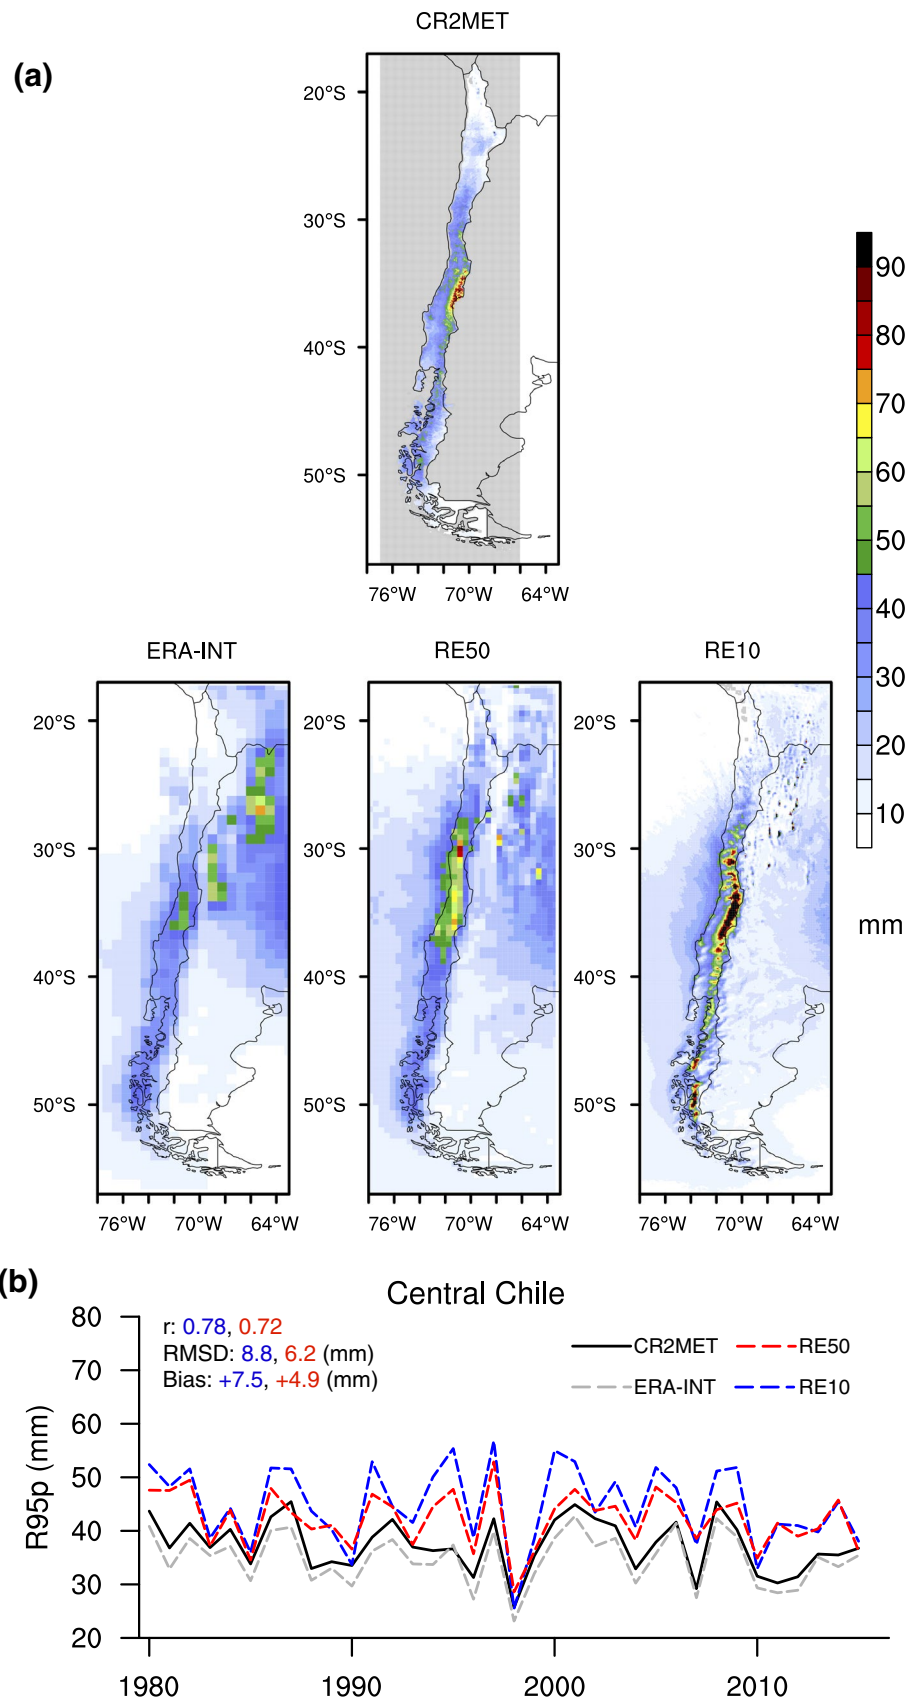 CR2MET
(a)
20°S
30°S
40°S
50°S
76°W 70°W 64°W
90
80
70
60
50
40
30
20
10
mm
ERA-INT RE50 RE10
20°S 20°S 20°S
30°S 30°S 30°S
40°S 40°S 40°S
50°S 50°S 50°S
76°W 70°W 64°W 76°W 70°W 64°W 76°W 70°W 64°W
(b)
Central Chile
r: 0.78, 0.72
RMSD: 8.8, 6.2 (mm)
Bias: +7.5, +4.9 (mm)
CR2MET RE50
ERA-INT RE10
R95p (mm)
80
70
60
50
40
30
20
1980 1990 2000 2010